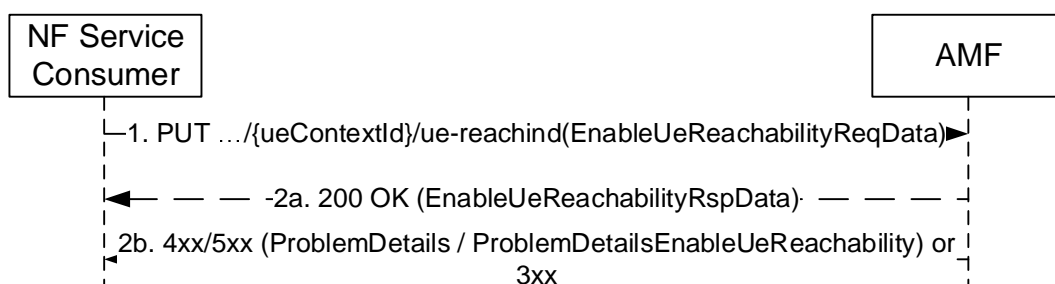 NF Service
Consumer
AMF
1. PUT …/{ueContextId}/ue-reachind(EnableUeReachabilityReqData)
2a. 200 OK (EnableUeReachabilityRspData)
2b. 4xx/5xx (ProblemDetails / ProblemDetailsEnableUeReachability) or
3xx